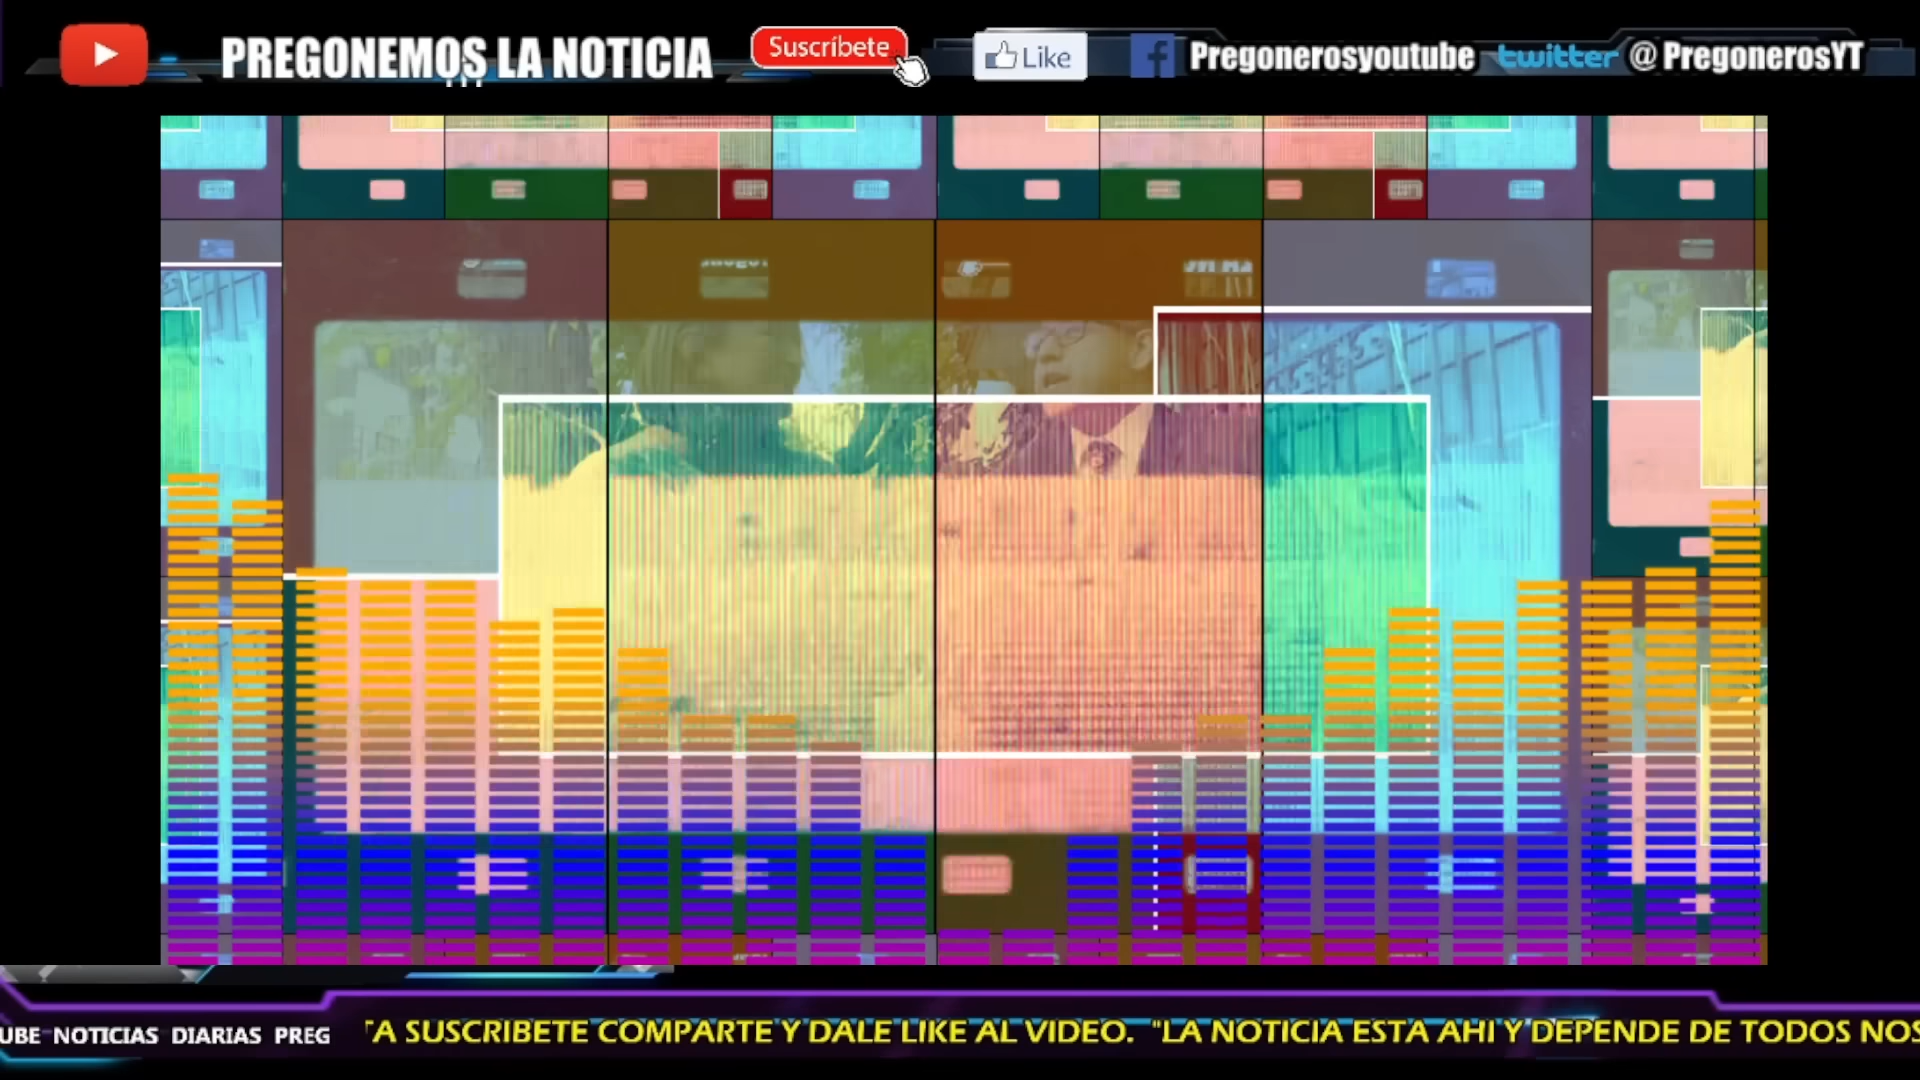 PREGONEMOS LA NOTICIA
Suscríbete
Like
Pregonerosyoutube
twitter @PregonerosYT
UBE NOTICIAS DIARIAS PREG
TA SUSCRIBETE COMPARTE Y DALE LIKE AL VIDEO. "LA NOTICIA ESTA AHI Y DEPENDE DE TODOS NOS